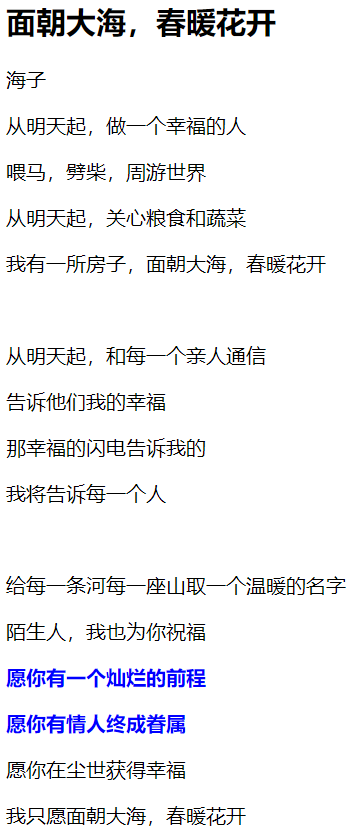 面朝大海，春暖花开
海子
从明天起，做一个幸福的人
喂马，劈柴，周游世界
从明天起，关心粮食和蔬菜
我有一所房子，面朝大海，春暖花开
从明天起，和每一个亲人通信
告诉他们我的幸福
那幸福的闪电告诉我的
我将告诉每一个人
给每一条河每一座山取一个温暖的名字
陌生人，我也为你祝福
愿你有一个灿烂的前程
愿你有情人终成眷属
愿你在尘世获得幸福
我只愿面朝大海，春暖花开